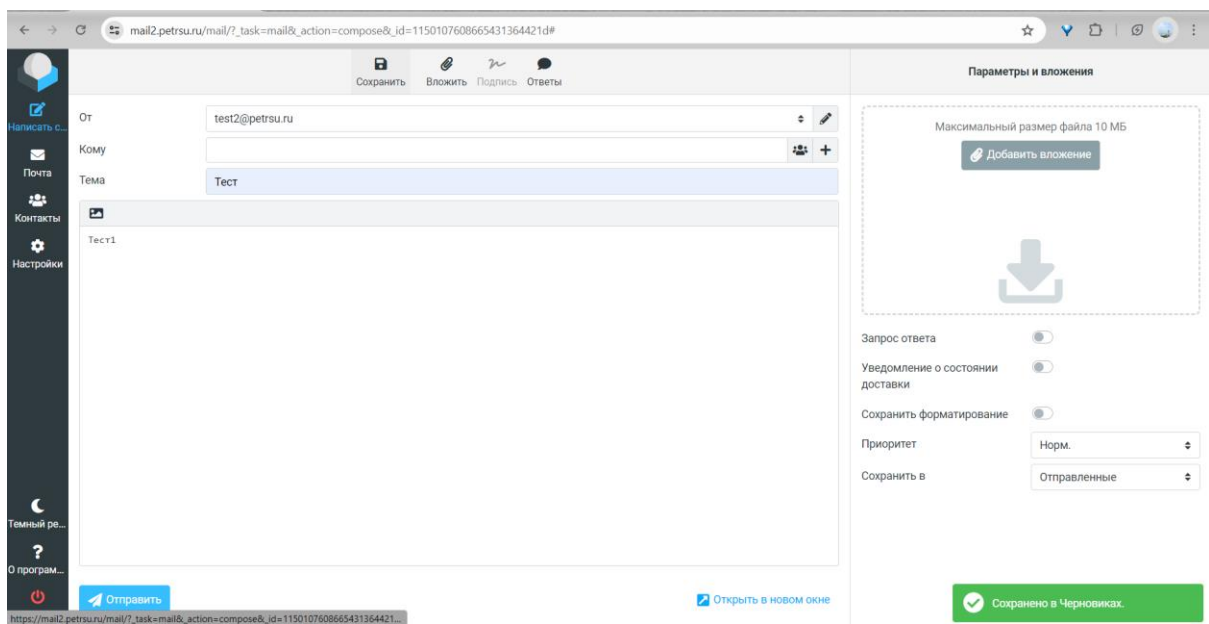 mail2.petrsu.ru/mail/?_task=mail&_action=compose&_id=1150107608665431364421d#
Сохранить Вложить Подпись Ответы
Параметры и вложения
Написать с...
Почта
Контакты
Настройки
От test2@petrsu.ru
Кому
Тема Тест
Тест1
Максимальный размер файла 10 МБ
Добавить вложение
Запрос ответа
Уведомление о состоянии
доставки
Сохранить форматирование
Приоритет Норм.
Сохранить в Отправленные
Темный ре...
О програм...
Отправить
Открыть в новом окне
Сохранено в Черновиках.
https://mail2.petrsu.ru/mail/?_task=mail&_action=compose&_id=1150107608665431364421...